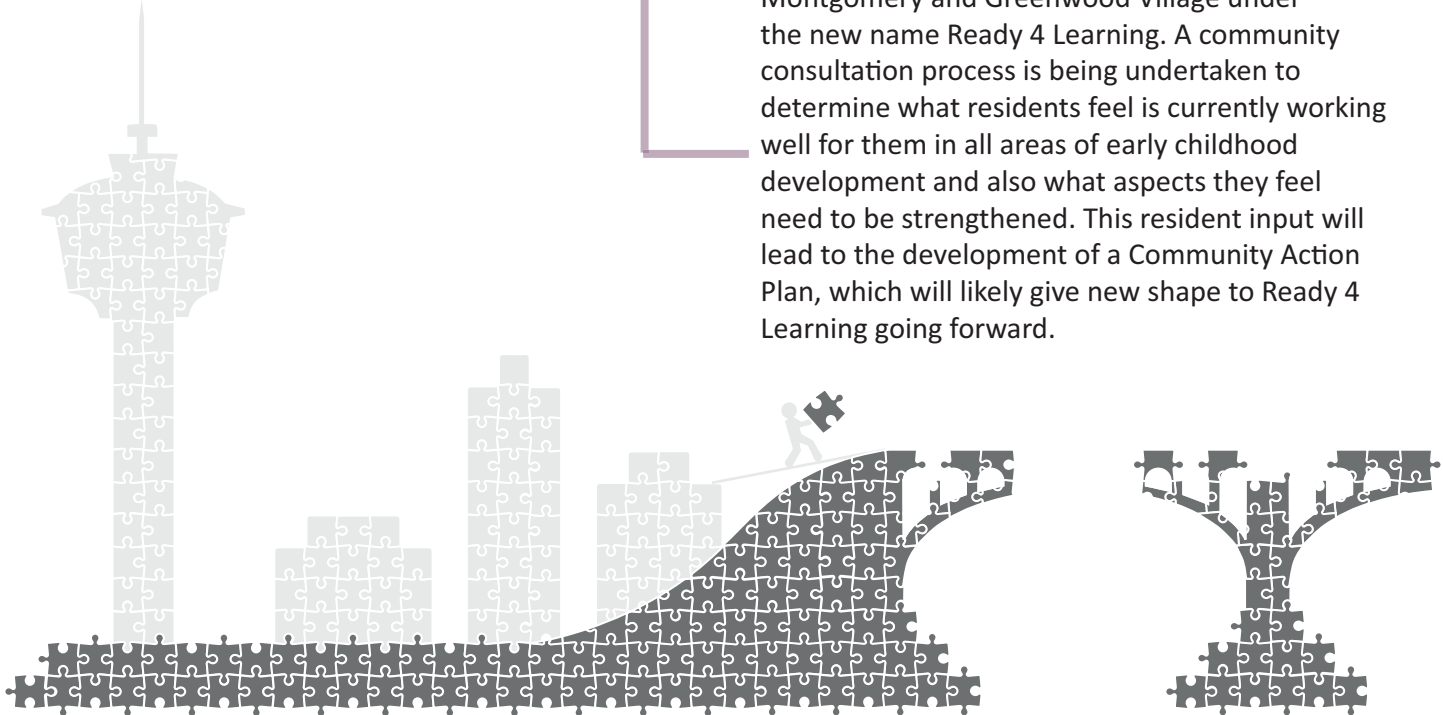 Montgomery and Greenwood Village under
the new name Ready 4 Learning. A community
consultation process is being undertaken to
determine what residents feel is currently working
well for them in all areas of early childhood
development and also what aspects they feel
need to be strengthened. This resident input will
lead to the development of a Community Action
Plan, which will likely give new shape to Ready 4
Learning going forward.